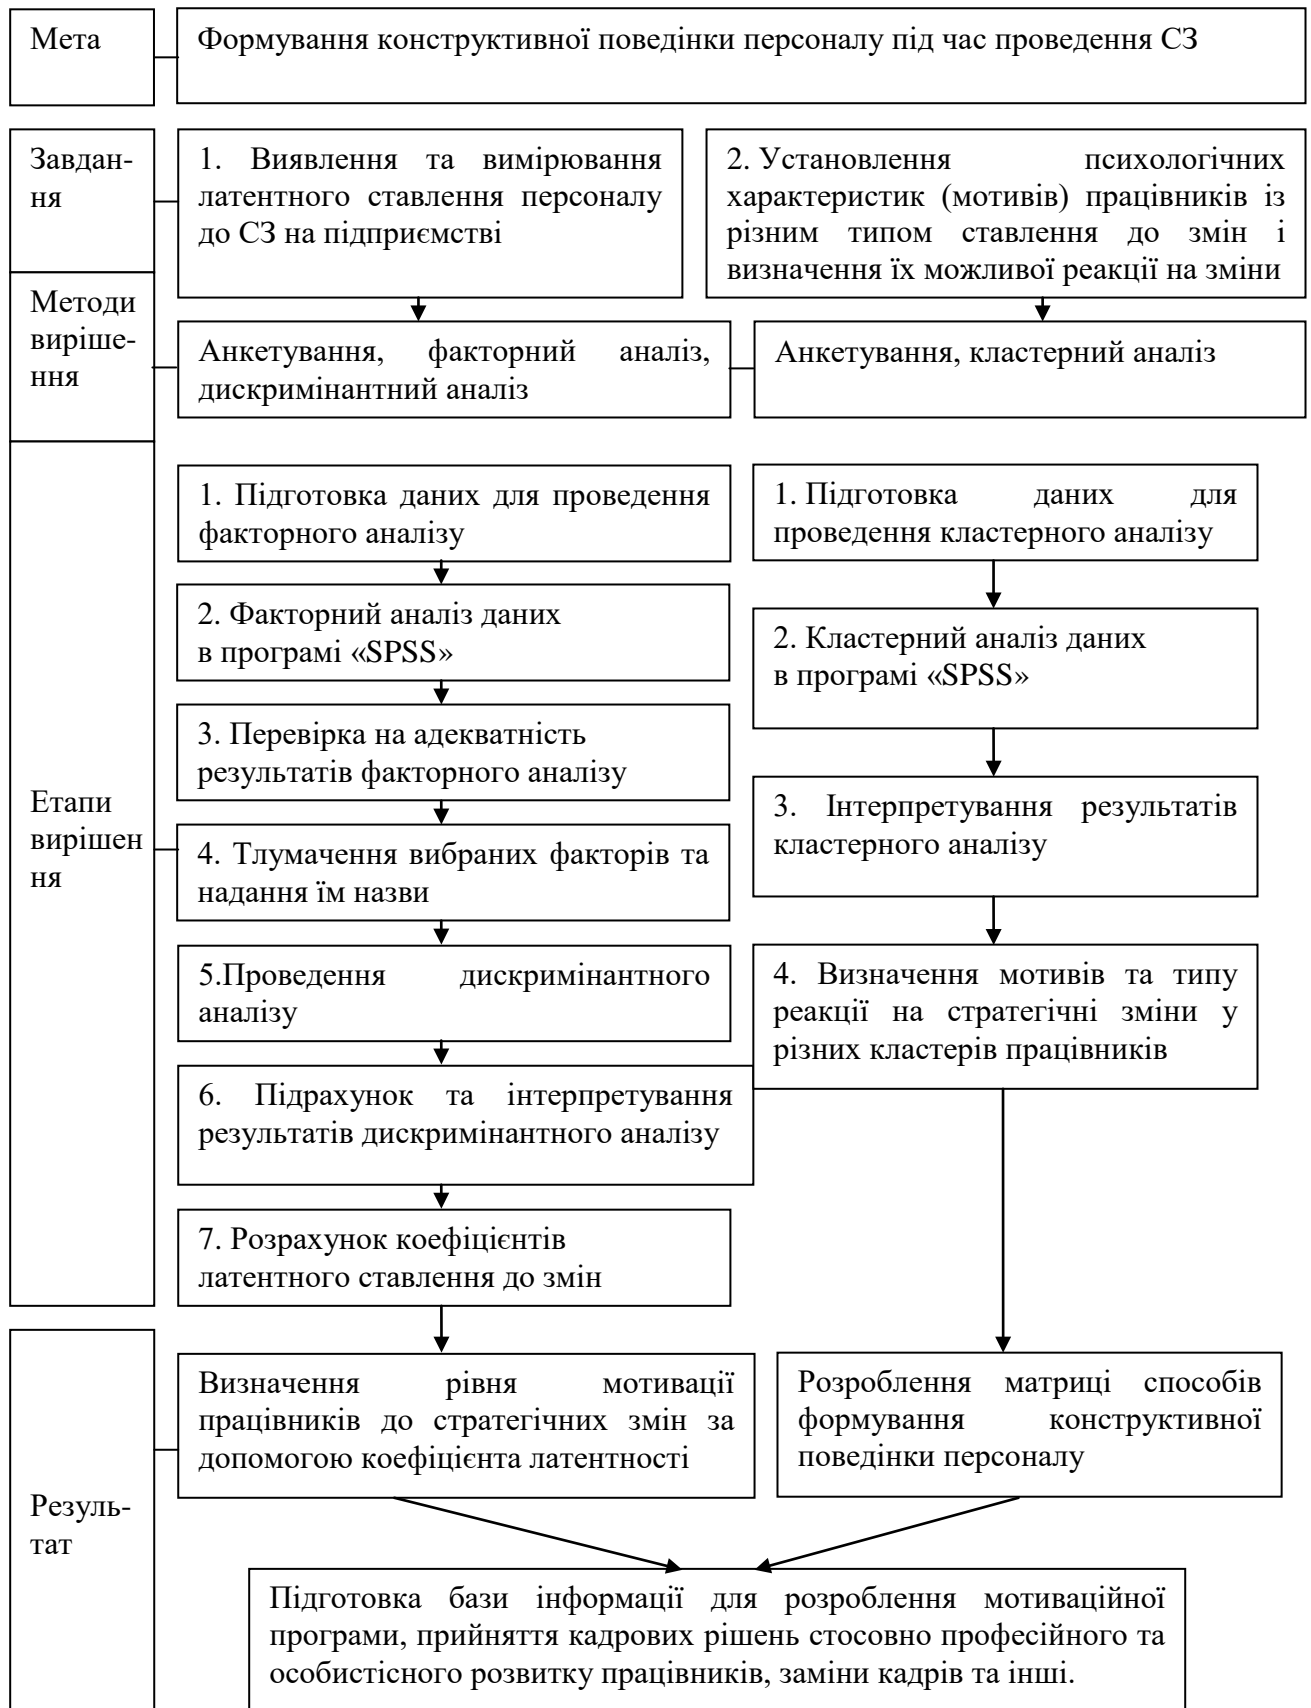 Мета
Формування конструктивної поведінки персоналу під час проведення СЗ
Завдан-
ня
1. Виявлення та вимірювання
латентного ставлення персоналу
до СЗ на підприємстві
2. Установлення психологічних
характеристик (мотивів) працівників із
різним типом ставлення до змін і
визначення їх можливої реакції на зміни
Методи
виріше-
ння
Анкетування, факторний аналіз,
дискримінантний аналіз
Анкетування, кластерний аналіз
Етапи
вирішен
ня
1. Підготовка даних для проведення
факторного аналізу
2. Факторний аналіз даних
в програмі «SPSS»
3. Перевірка на адекватність
результатів факторного аналізу
4. Тлумачення вибраних факторів та
надання їм назви
5.Проведення дискримінантного
аналізу
6. Підрахунок та інтерпретування
результатів дискримінантного аналізу
7. Розрахунок коефіцієнтів
латентного ставлення до змін
1. Підготовка даних для
проведення кластерного аналізу
2. Кластерний аналіз даних
в програмі «SPSS»
3. Інтерпретування результатів
кластерного аналізу
4. Визначення мотивів та типу
реакції на стратегічні зміни у
різних кластерів працівників
Резуль-
тат
Визначення рівня мотивації
працівників до стратегічних змін за
допомогою коефіцієнта латентності
Розроблення матриці способів
формування конструктивної
поведінки персоналу
Підготовка бази інформації для розроблення мотиваційної
програми, прийняття кадрових рішень стосовно професійного та
особистісного розвитку працівників, заміни кадрів та інші.